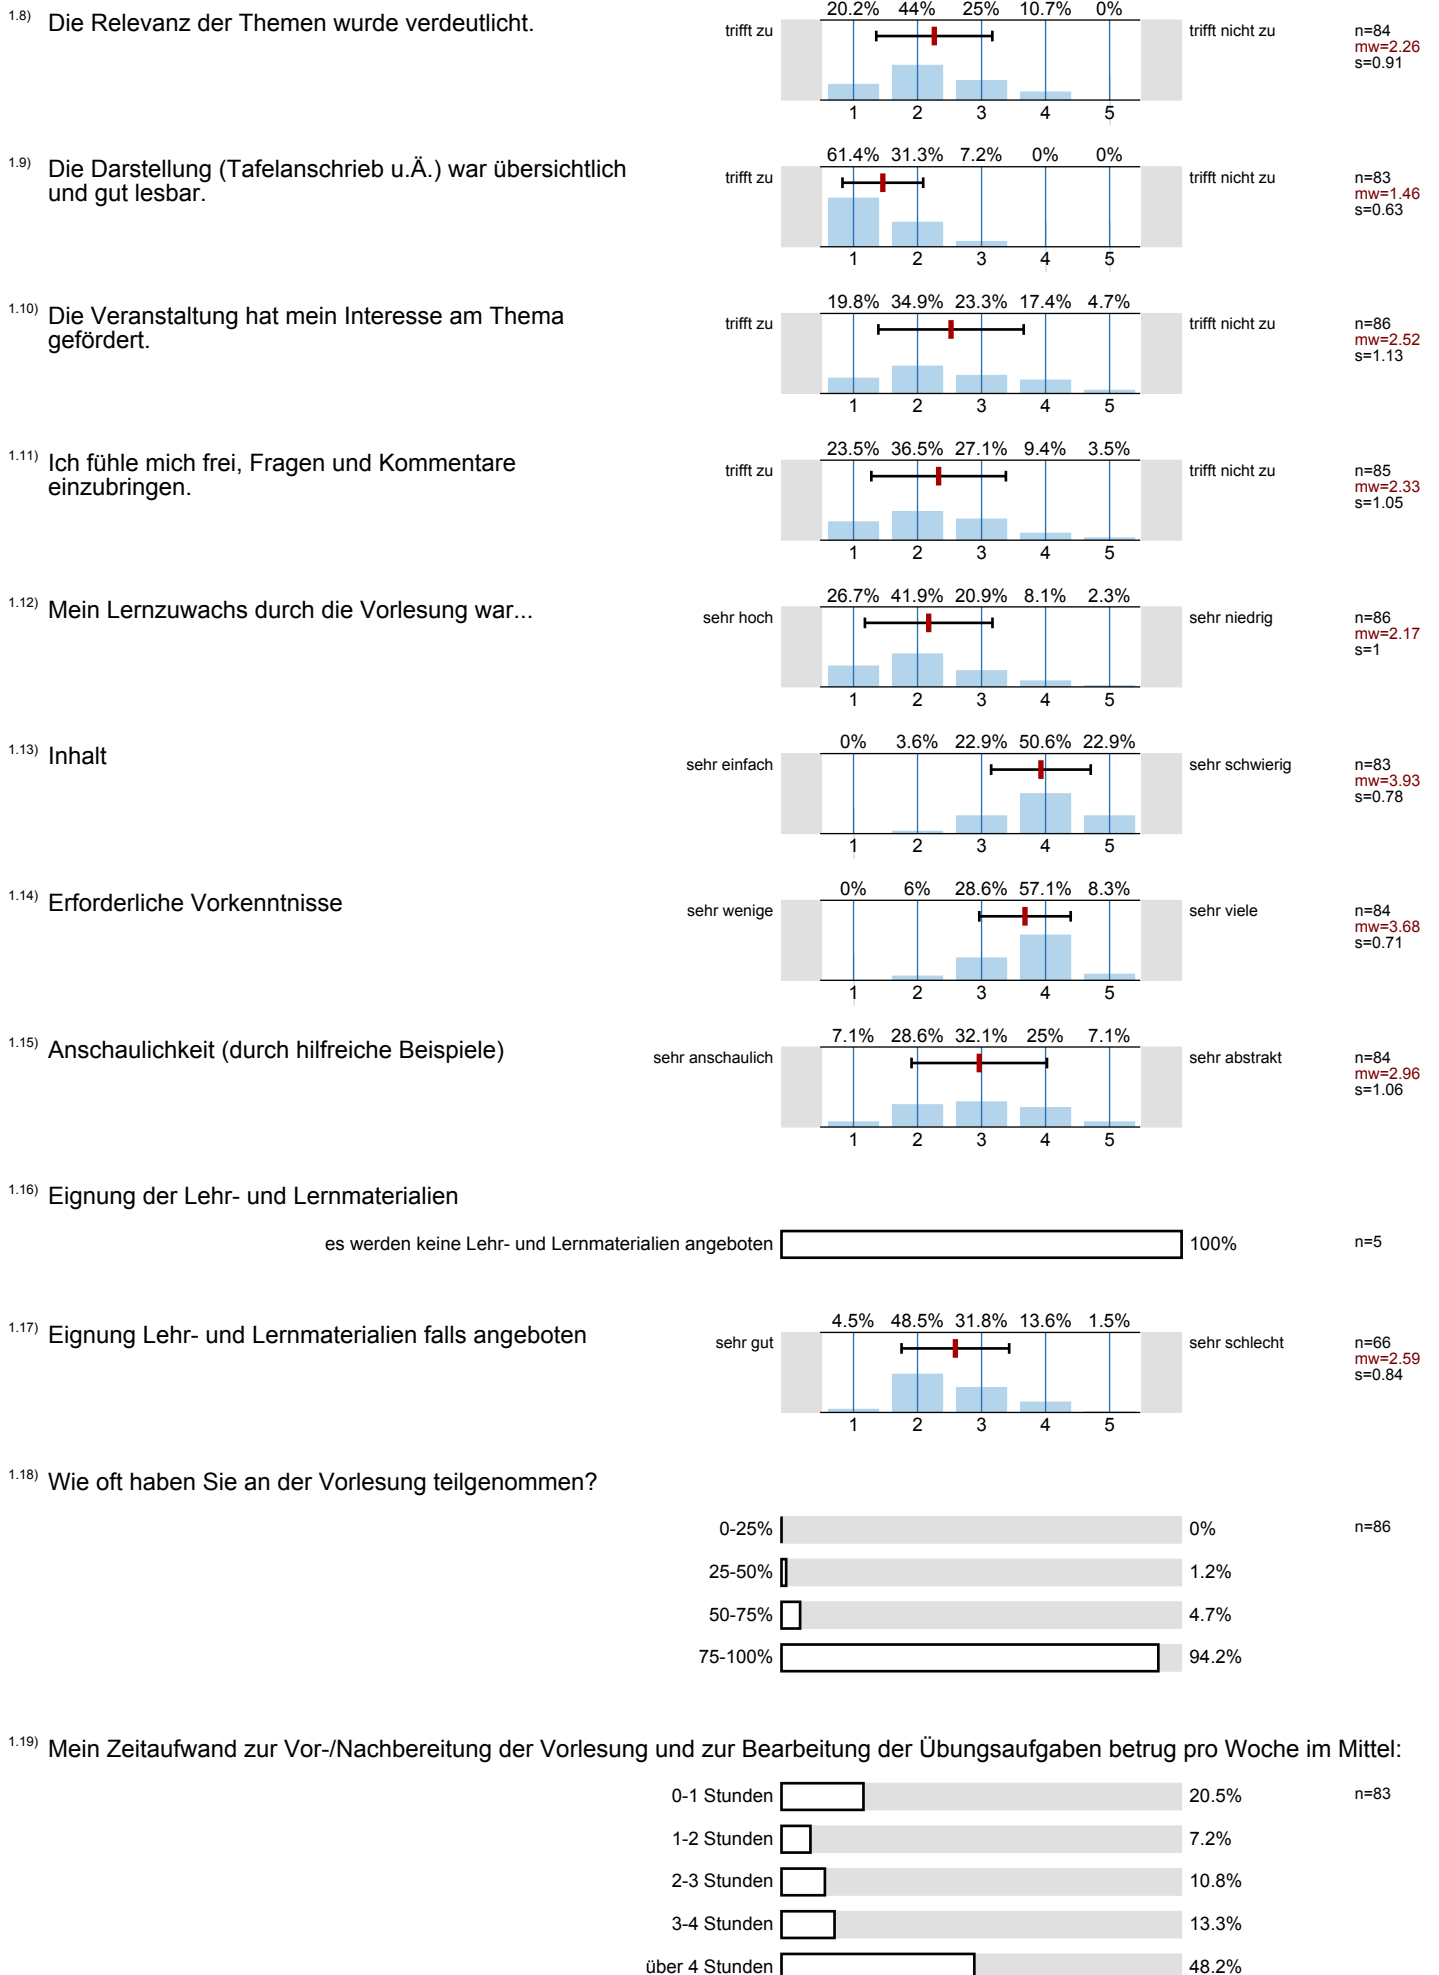 20.2% 44% 25% 10.7% 0%
1.8) Die Relevanz der Themen wurde verdeutlicht.
trifft zu
trifft nicht zu
n=84
mw=2.26
s=0.91
1 2 3 4 5
61.4% 31.3% 7.2% 0% 0%
1.9) Die Darstellung (Tafelanschrieb u.Ä.) war übersichtlich
und gut lesbar.
trifft zu
trifft nicht zu
n=83
mw=1.46
s=0.63
1 2 3 4 5
19.8% 34.9% 23.3% 17.4% 4.7%
1.10) Die Veranstaltung hat mein Interesse am Thema
gefördert.
trifft zu
trifft nicht zu
n=86
mw=2.52
s=1.13
1 2 3 4 5
23.5% 36.5% 27.1% 9.4% 3.5%
1.11) Ich fühle mich frei, Fragen und Kommentare
einzubringen.
trifft zu
trifft nicht zu
n=85
mw=2.33
s=1.05
1 2 3 4 5
26.7% 41.9% 20.9% 8.1% 2.3%
1.12) Mein Lernzuwachs durch die Vorlesung war...
sehr hoch
sehr niedrig
n=86
mw=2.17
s=1
1 2 3 4 5
0% 3.6% 22.9% 50.6% 22.9%
1.13) Inhalt
sehr einfach
sehr schwierig
n=83
mw=3.93
s=0.78
1 2 3 4 5
0% 6% 28.6% 57.1% 8.3%
1.14) Erforderliche Vorkenntnisse
sehr wenige
sehr viele
n=84
mw=3.68
s=0.71
1 2 3 4 5
7.1% 28.6% 32.1% 25% 7.1%
1.15) Anschaulichkeit (durch hilfreiche Beispiele)
sehr anschaulich
sehr abstrakt
n=84
mw=2.96
s=1.06
1 2 3 4 5
1.16) Eignung der Lehr- und Lernmaterialien
es werden keine Lehr- und Lernmaterialien angeboten 100% n=5
4.5% 48.5% 31.8% 13.6% 1.5%
1.17) Eignung Lehr- und Lernmaterialien falls angeboten
sehr gut
sehr schlecht
n=66
mw=2.59
s=0.84
1 2 3 4 5
1.18) Wie oft haben Sie an der Vorlesung teilgenommen?
0-25% 0% n=86
25-50% 1.2%
50-75% 4.7%
75-100% 94.2%
1.19) Mein Zeitaufwand zur Vor-/Nachbereitung der Vorlesung und zur Bearbeitung der Übungsaufgaben betrug pro Woche im Mittel:
0-1 Stunden 20.5% n=83
1-2 Stunden 7.2%
2-3 Stunden 10.8%
3-4 Stunden 13.3%
über 4 Stunden 48.2%